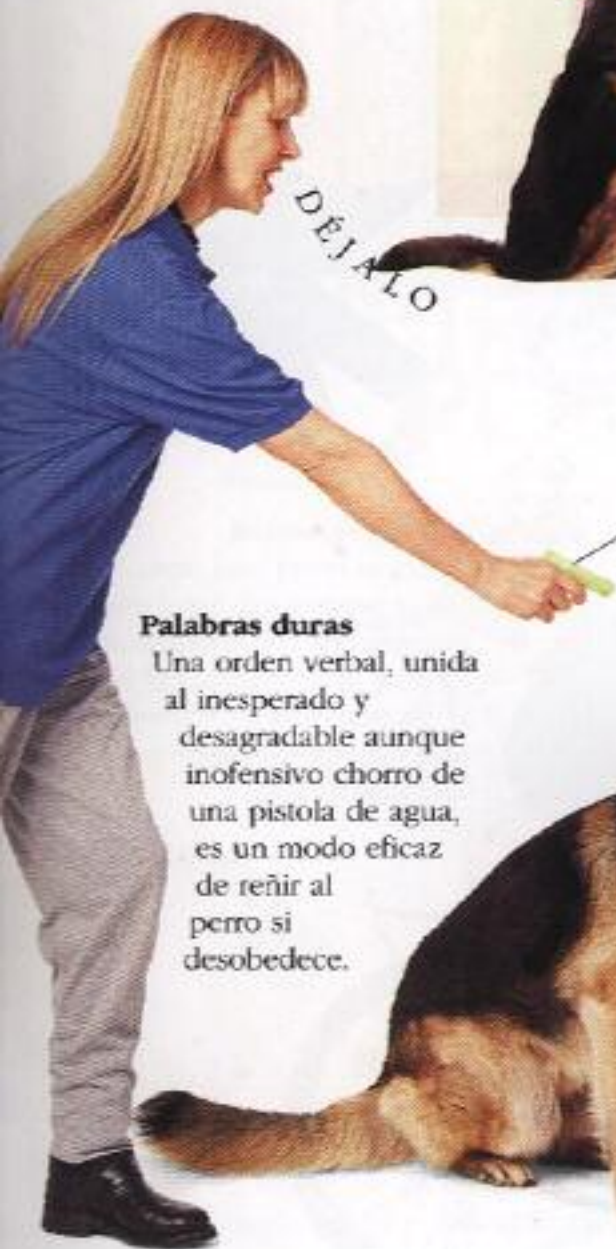 DÉJALO
Palabras duras
Una orden verbal, unida
al inesperado y
desagradable aunque
inofensivo chorro de
una pistola de agua,
es un modo eficaz
de reñir al
perro si
desobedece.